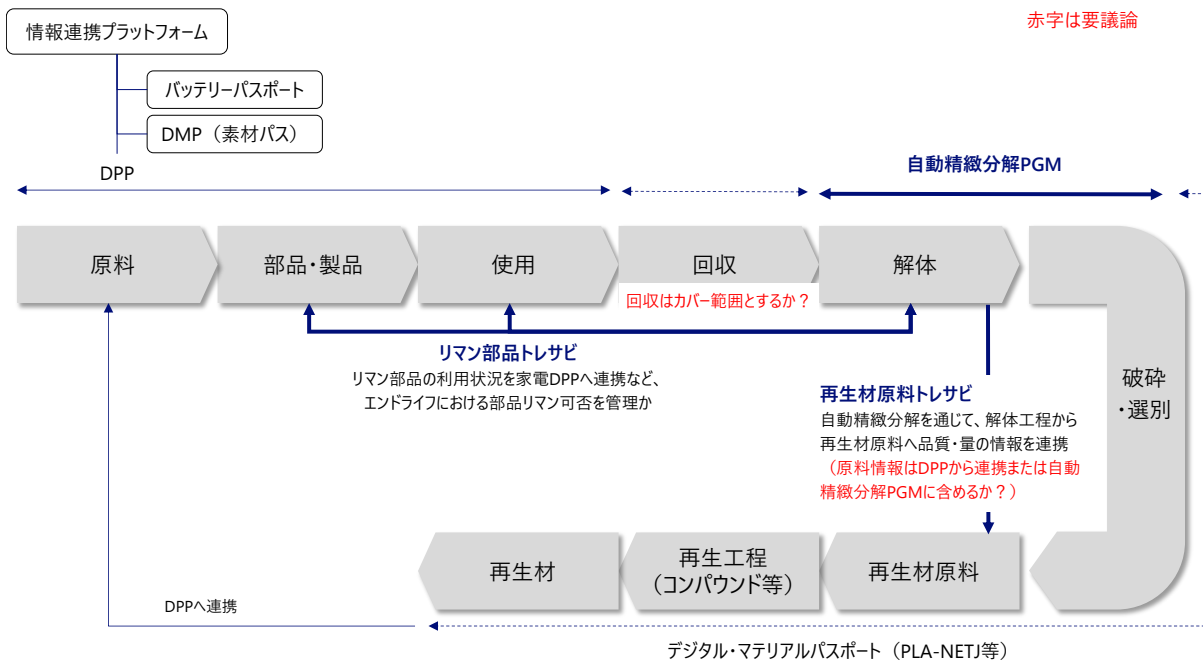 赤字は要議論
情報連携プラットフォーム
バッテリーパスポート
DMP（素材パス）
DPP
自動精緻分解PGM
原料
部品・製品
使用
回収
解体
回収はカバー範囲とするか？
リマン部品トレサビ
リマン部品の利用状況を家電DPPへ連携など、
エンドライフにおける部品リマン可否を管理か
再生材原料トレサビ
自動精緻分解を通じて、解体工程から
再生材原料へ品質・量の情報を連携
（原料情報はDPPから連携または自動
精緻分解PGMに含めるか？）
破砕
・選別
再生材
再生工程
（コンパウンド等）
再生材原料
DPPへ連携
デジタル・マテリアルパスポート（PLA-NETJ等）